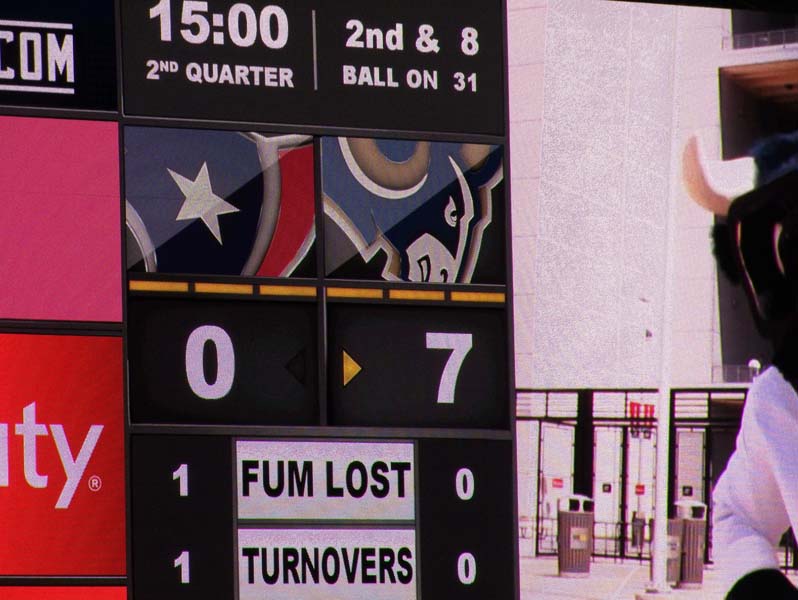 .COM
15:00
2ND QUARTER
2nd & 8
BALL ON 31
0
7
ity®
1 FUM LOST 0
1 TURNOVERS 0